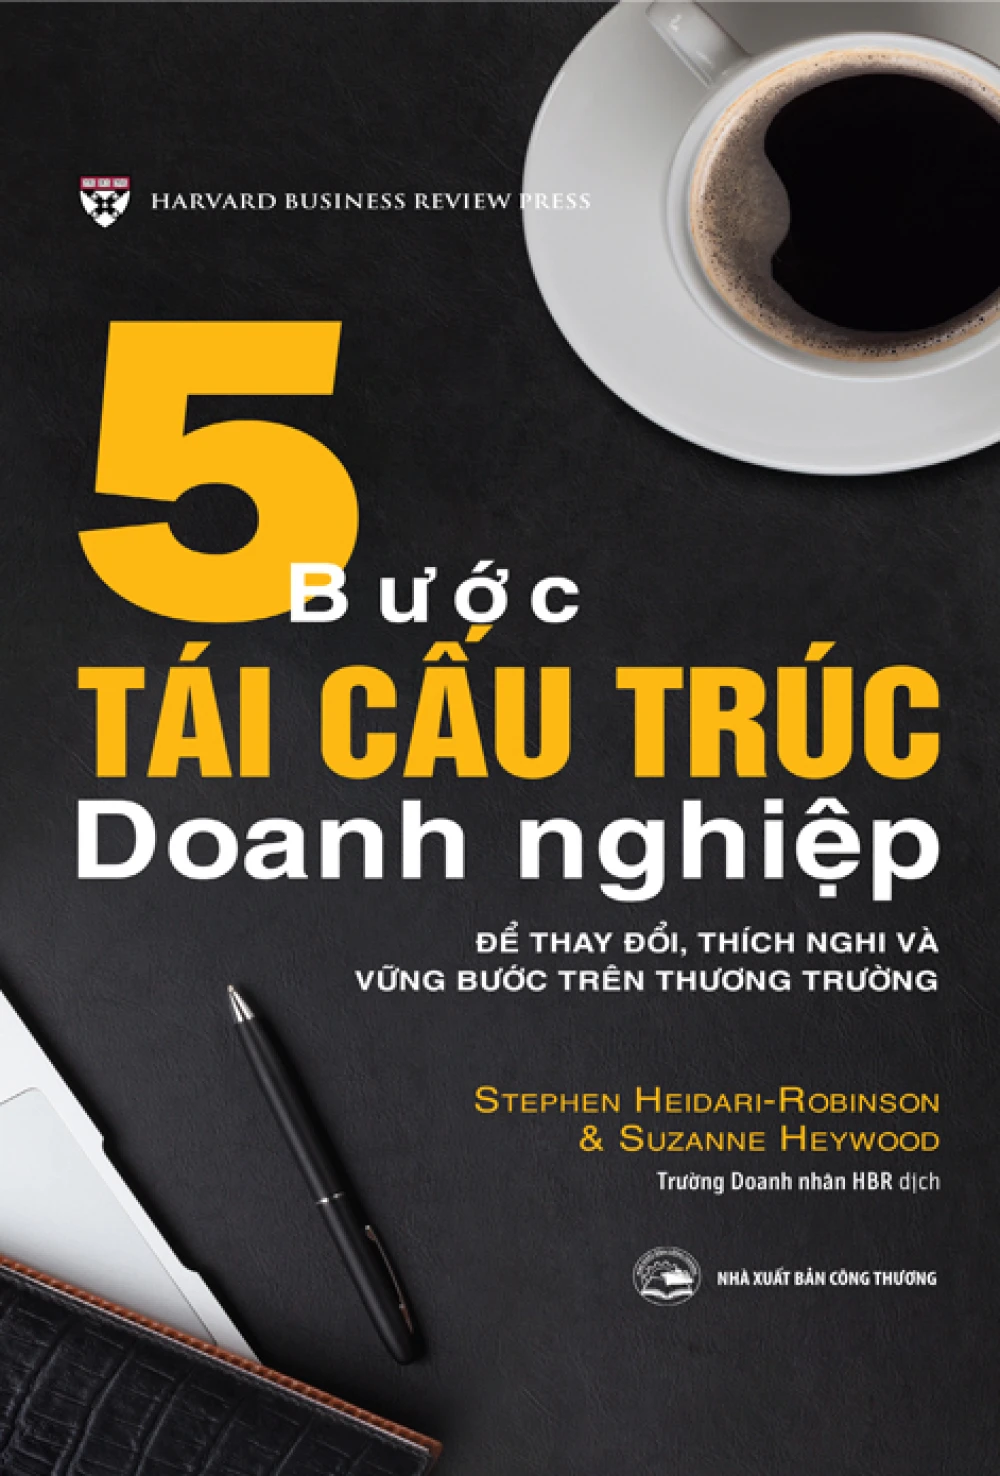 HARVARD BUSINESS REVIEW PRESS
5
Bước
TÁI CẤU TRÚC
Doanh nghiệp
ĐỂ THAY ĐỔI, THÍCH NGHI VÀ
VỮNG BƯỚC TRÊN THƯƠNG TRƯỜNG
STEPHEN HEIDARI-ROBINSON
& SUZANNE HEYWOOD
Trường Doanh nhân HBR dịch
NHÀ XUẤT BẢN CÔNG THƯƠNG